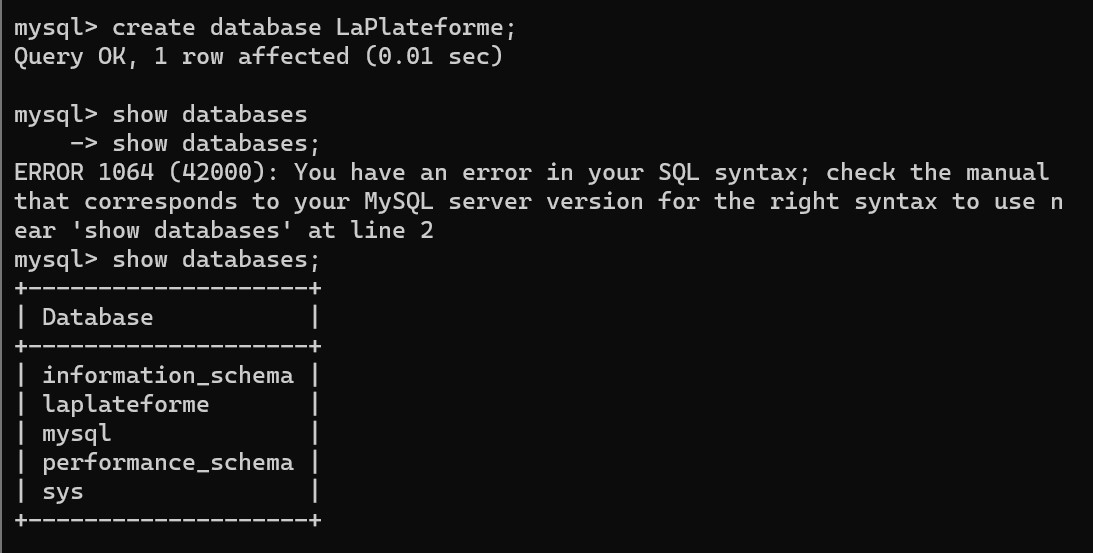 mysql> create database LaPlateforme;
Query OK, 1 row affected (0.01 sec)

mysql> show databases
    -> show databases;
ERROR 1064 (42000): You have an error in your SQL syntax; check the manual
that corresponds to your MySQL server version for the right syntax to use n
ear 'show databases' at line 2
mysql> show databases;
+--------------------+
| Database           |
+--------------------+
| information_schema |
| laplateforme       |
| mysql              |
| performance_schema |
| sys                |
+--------------------+